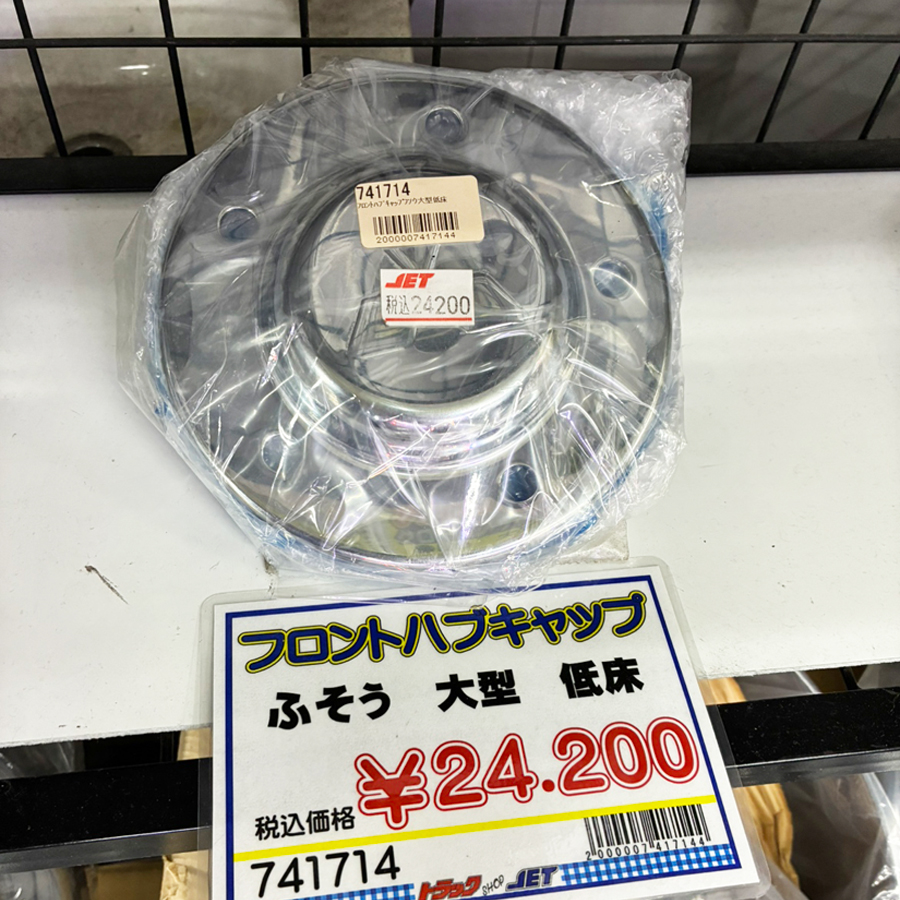 741714
フロントハブキャップフソウ大型低床
2000007417144
JET
税込24200
フロントハブキャップ
ふそう 大型 低床
税込価格 ¥24.200
741714
2000007417144
トラック SHOP JET